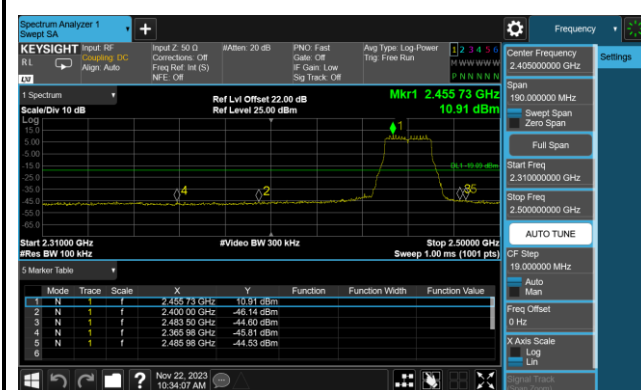 Spectrum Analyzer 1
Swept SA
Frequency
KEYSIGHT Input: RF
RL
Coupling: DC
Align: Auto
LXI
Input Z: 50 Ω
Corrections: Off
Freq Ref: Int (S)
NFE: Off
#Atten: 20 dB
PNO: Fast
Gate: Off
IF Gain: Low
Sig Track: Off
Avg Type: Log-Power
Trig: Free Run
1 2 3 4 5 6
M W W W W W
P N N N N N
1 Spectrum
Scale/Div 10 dB
Ref Lvl Offset 22.00 dB
Ref Level 25.00 dBm
Mkr1 2.455 73 GHz
10.91 dBm
Log
15.0
5.00
-5.00
-15.0
-25.0
-35.0
-45.0
-55.0
-65.0
1
4
2
Start 2.31000 GHz
#Res BW 100 kHz
#Video BW 300 kHz
Stop 2.50000 GHz
Sweep 1.00 ms (1001 pts)
5 Marker Table
Mode Trace Scale X Y Function Function Width Function Value
1 N 1 f 2.455 73 GHz 10.91 dBm
2 N 1 f 2.400 00 GHz -46.14 dBm
3 N 1 f 2.483 50 GHz -44.60 dBm
4 N 1 f 2.365 98 GHz -45.81 dBm
5 N 1 f 2.485 98 GHz -44.53 dBm
6
Nov 22, 2023
10:34:07 AM
Settings
Center Frequency
2.405000000 GHz
Span
190.000000 MHz
Swept Span
Zero Span
Full Span
Start Freq
2.310000000 GHz
Stop Freq
2.500000000 GHz
AUTO TUNE
CF Step
19.000000 MHz
Auto
Man
Freq Offset
0 Hz
X Axis Scale
Log
Lin
Signal Track